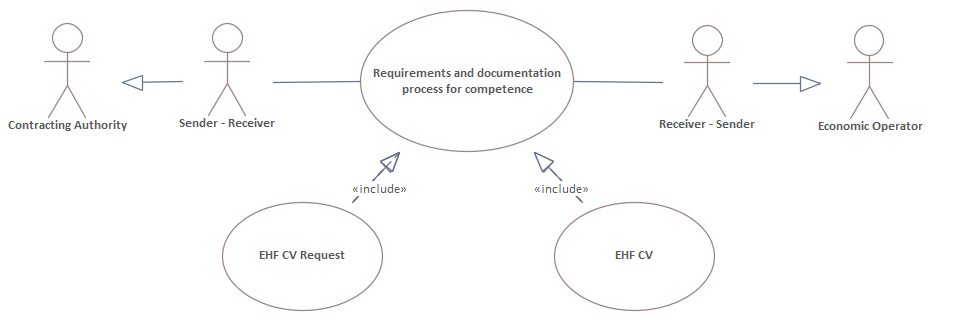 Requirements and documentation
process for competence
Contracting Authority
Sender - Receiver
Receiver - Sender
Economic Operator
«include»
«include»
EHF CV Request
EHF CV